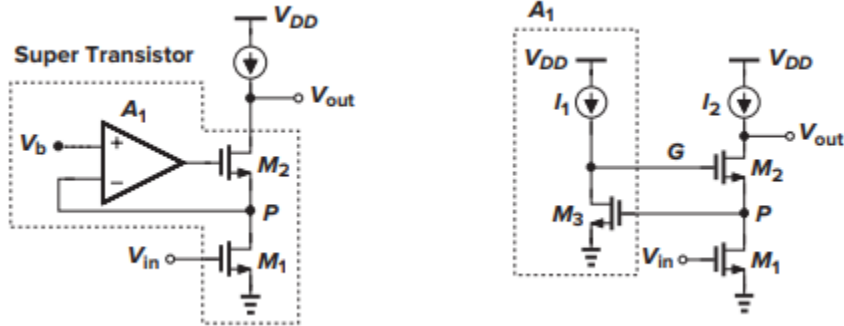 V_DD
Super Transistor
A_1
V_b
+
−
V_out
M_2
P
V_in
M_1
A_1
V_DD
V_DD
I_1
I_2
V_out
G
M_2
M_3
P
V_in
M_1